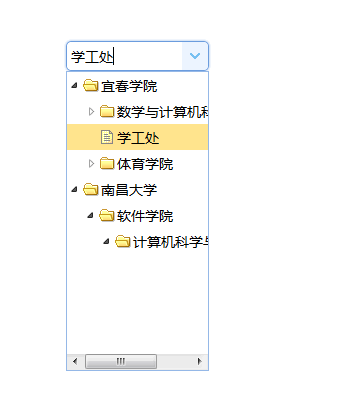 学工处
宜春学院
数学与计算机科
学工处
体育学院
南昌大学
软件学院
计算机科学与